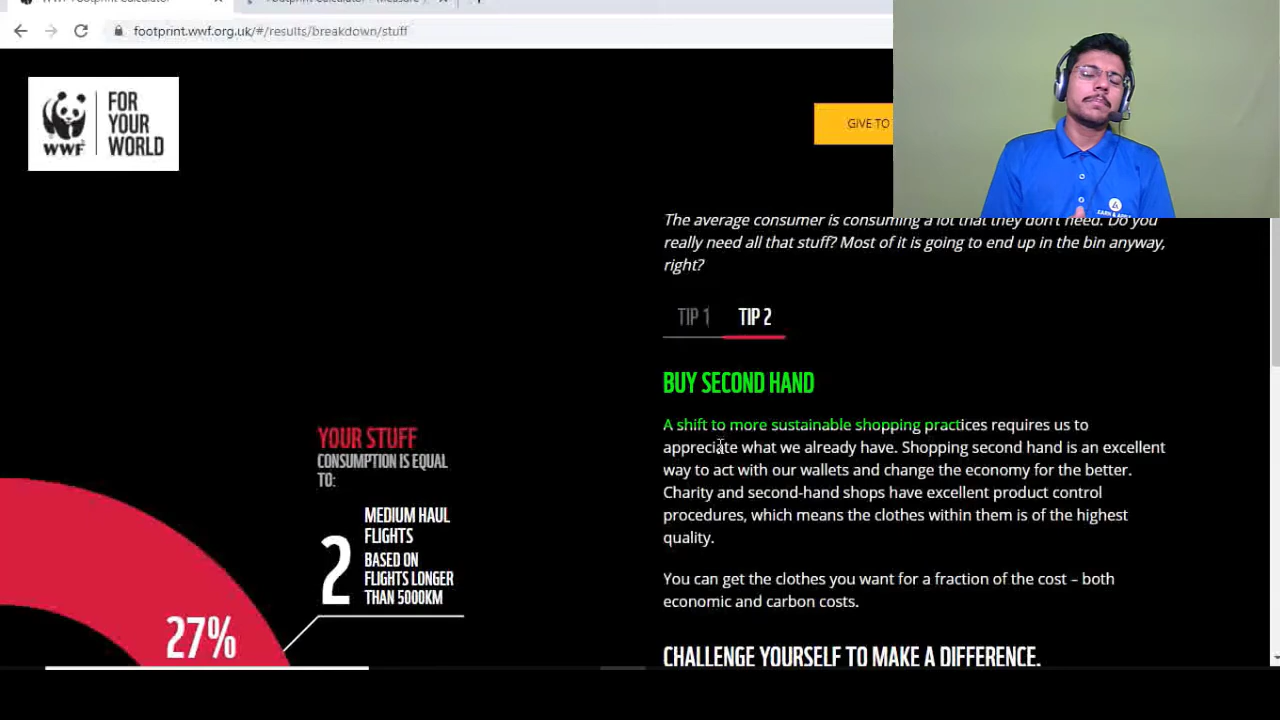 footprint.wwf.org.uk/#/results/breakdown/stuff
FOR
YOUR
WORLD
WWF
GIVE TO
The average consumer is consuming a lot that they don't need. Do you
really need all that stuff? Most of it is going to end up in the bin anyway,
right?
TIP 1 TIP 2
BUY SECOND HAND
A shift to more sustainable shopping practices requires us to
appreciate what we already have. Shopping second hand is an excellent
way to act with our wallets and change the economy for the better.
Charity and second-hand shops have excellent product control
procedures, which means the clothes within them is of the highest
quality.
You can get the clothes you want for a fraction of the cost – both
economic and carbon costs.
CHALLENGE YOURSELF TO MAKE A DIFFERENCE.
YOUR STUFF
CONSUMPTION IS EQUAL
TO:
2
MEDIUM HAUL
FLIGHTS
BASED ON
FLIGHTS LONGER
THAN 5000KM
27%